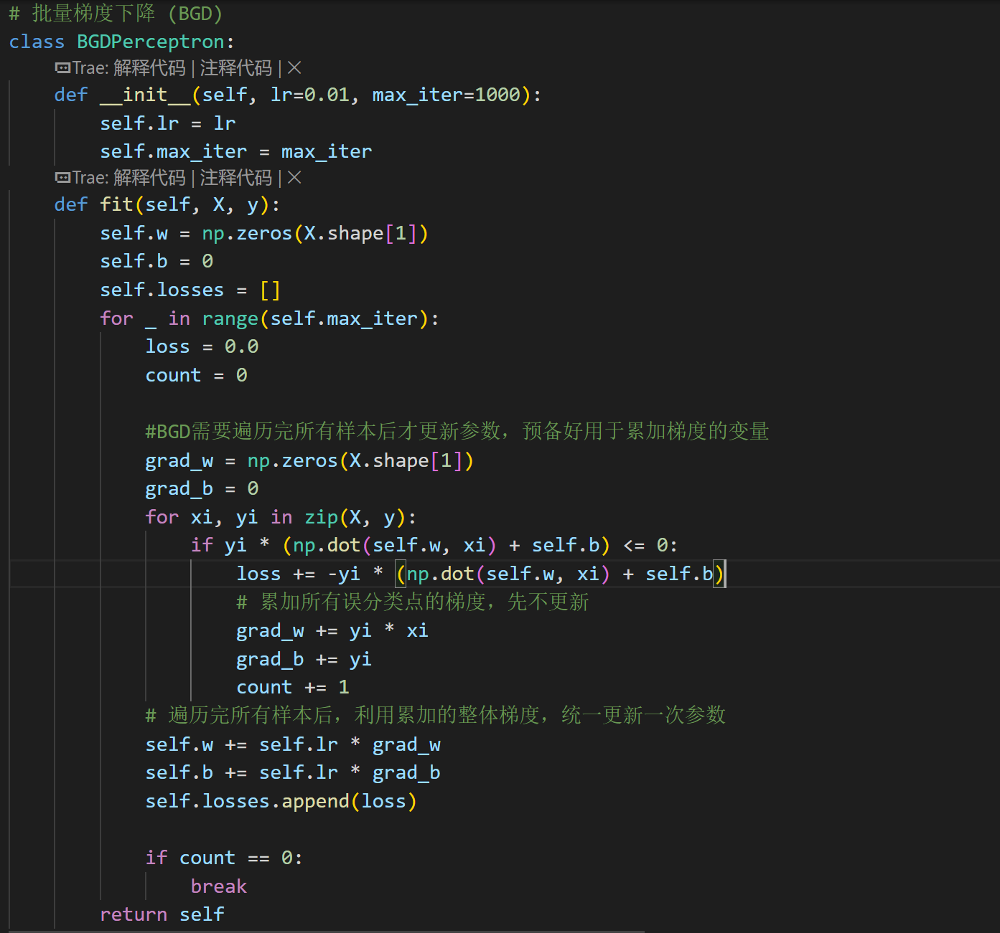 # 批量梯度下降 (BGD)
class BGDPerceptron:
Trae: 解释代码 | 注释代码 | ×
def __init__(self, lr=0.01, max_iter=1000):
self.lr = lr
self.max_iter = max_iter
Trae: 解释代码 | 注释代码 | ×
def fit(self, X, y):
self.w = np.zeros(X.shape[1])
self.b = 0
self.losses = []
for _ in range(self.max_iter):
loss = 0.0
count = 0
#BGD需要遍历完所有样本后才更新参数，预备好用于累加梯度的变量
grad_w = np.zeros(X.shape[1])
grad_b = 0
for xi, yi in zip(X, y):
if yi * (np.dot(self.w, xi) + self.b) <= 0:
loss += -yi * (np.dot(self.w, xi) + self.b)
# 累加所有误分类点的梯度，先不更新
grad_w += yi * xi
grad_b += yi
count += 1
# 遍历完所有样本后，利用累加的整体梯度，统一更新一次参数
self.w += self.lr * grad_w
self.b += self.lr * grad_b
self.losses.append(loss)
if count == 0:
break
return self